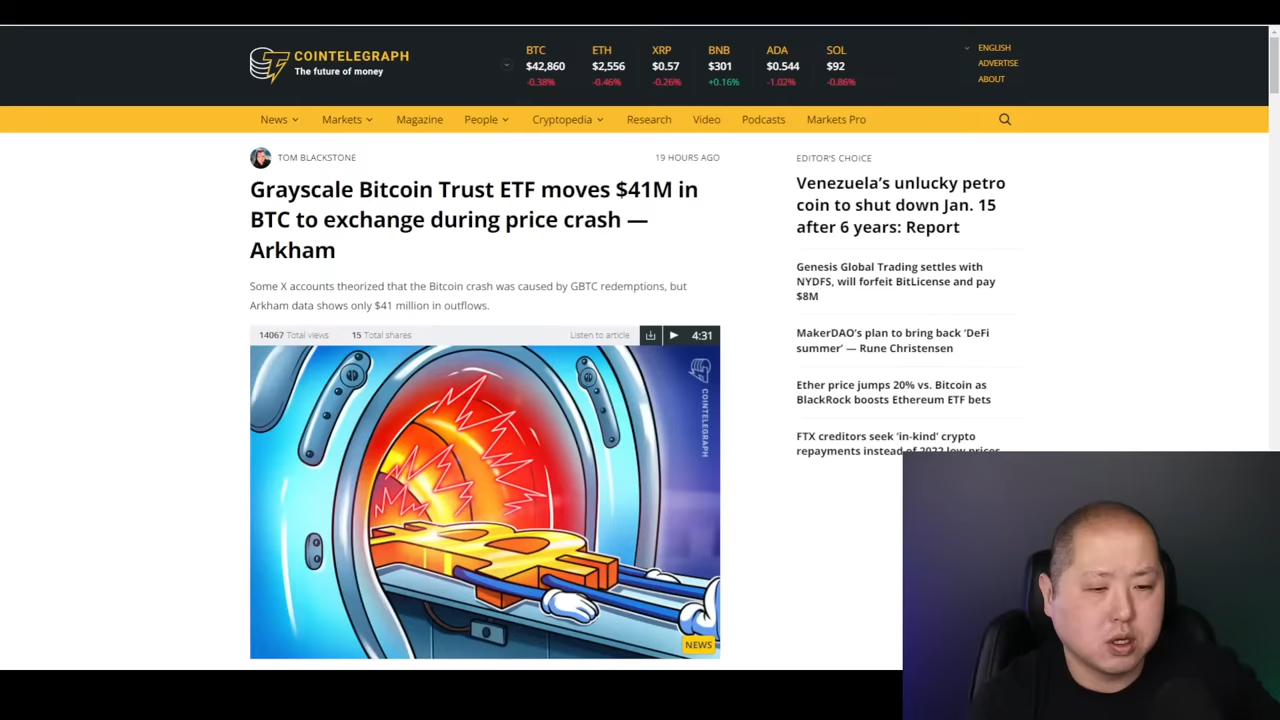 COINTELEGRAPH
The future of money
BTC ETH XRP BNB ADA SOL
$42,860 $2,556 $0.57 $301 $0.544 $92
-0.38% -0.46% -0.26% +0.16% -1.02% -0.86%
ENGLISH
ADVERTISE
ABOUT
News Markets Magazine People Cryptopedia Research Video Podcasts Markets Pro
TOM BLACKSTONE 19 HOURS AGO
Grayscale Bitcoin Trust ETF moves $41M in
BTC to exchange during price crash —
Arkham
Some X accounts theorized that the Bitcoin crash was caused by GBTC redemptions, but
Arkham data shows only $41 million in outflows.
14067 Total views 15 Total shares Listen to article 4:31
COINTELEGRAPH
NEWS
EDITOR'S CHOICE
Venezuela's unlucky petro
coin to shut down Jan. 15
after 6 years: Report
Genesis Global Trading settles with
NYDFS, will forfeit BitLicense and pay
$8M
MakerDAO's plan to bring back 'DeFi
summer' — Rune Christensen
Ether price jumps 20% vs. Bitcoin as
BlackRock boosts Ethereum ETF bets
FTX creditors seek 'in-kind' crypto
repayments instead of 2022 low prices